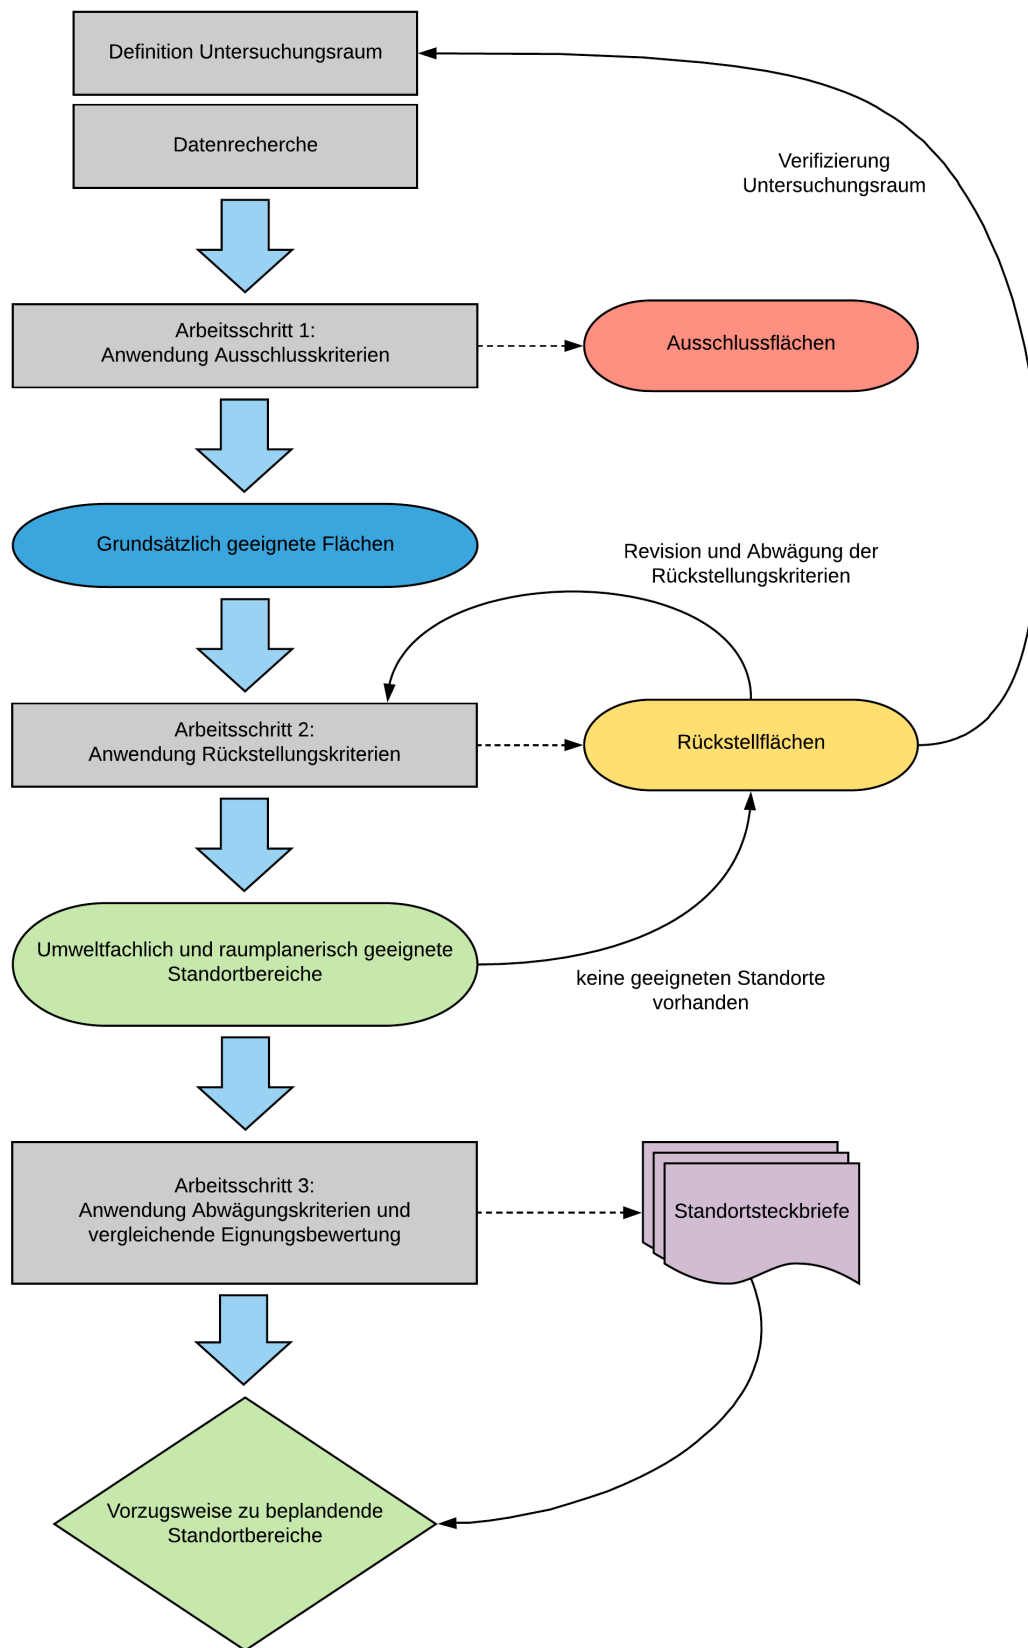 Definition Untersuchungsraum
Datenrecherche
Verifizierung
Untersuchungsraum
Arbeitsschritt 1:
Anwendung Ausschlusskriterien
Ausschlussflächen
Grundsätzlich geeignete Flächen
Revision und Abwägung der
Rückstellungskriterien
Arbeitsschritt 2:
Anwendung Rückstellungskriterien
Rückstellflächen
Umweltfachlich und raumplanerisch geeignete
Standortbereiche
keine geeigneten Standorte
vorhanden
Arbeitsschritt 3:
Anwendung Abwägungskriterien und
vergleichende Eignungsbewertung
Standortsteckbriefe
Vorzugsweise zu beplandende
Standortbereiche